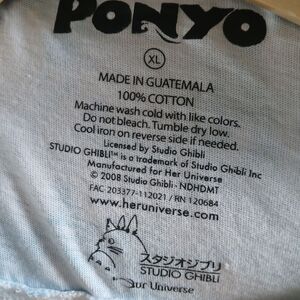 PONYO
XL
MADE IN GUATEMALA
100% COTTON
Machine wash cold with like colors.
Do not bleach. Tumble dry low.
Cool iron on reverse side if needed.
Licensed by Studio Ghibli
STUDIO GHIBLI™ is a trademark of Studio Ghibli Inc
Manufactured for Her Universe
© 2008 Studio Ghibli - NDHDMT
FAC 203377-112021 / RN 120684
www.heruniverse.com
スタジオジブリ
STUDIO GHIBLI
Universe